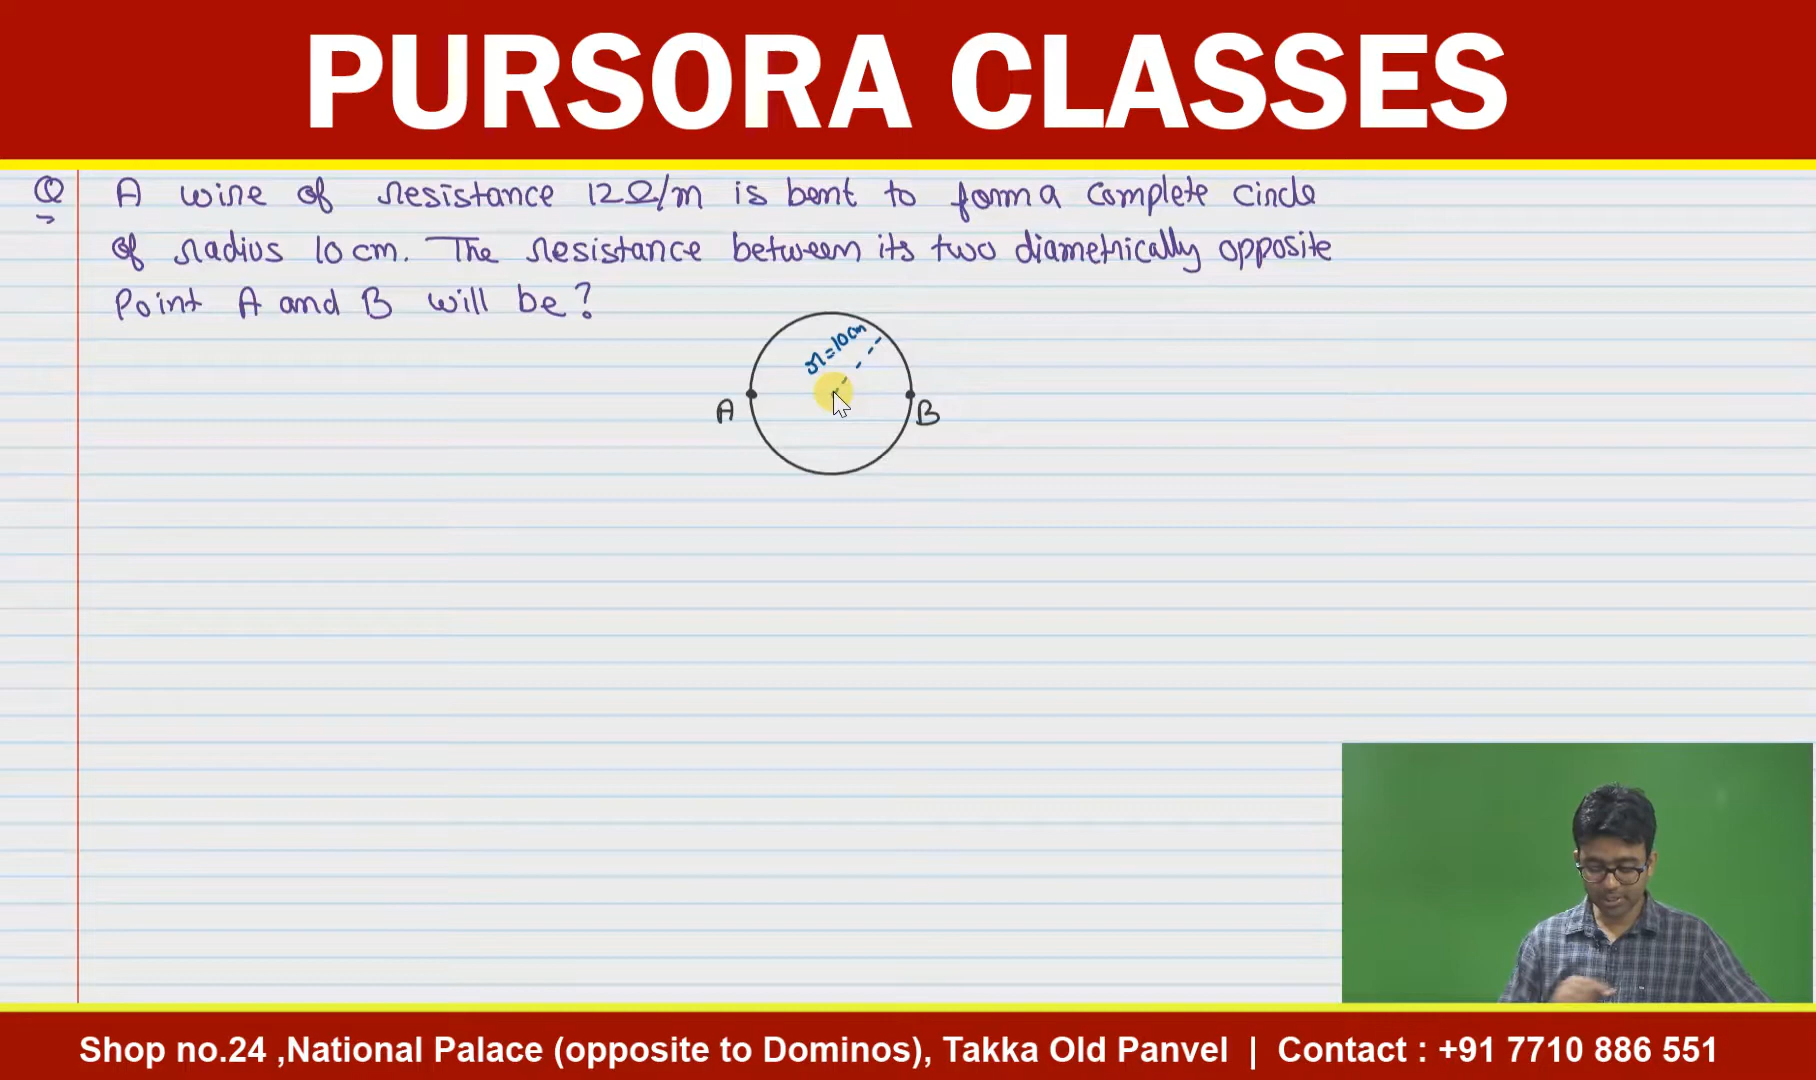 PURSORA CLASSES
Q A wire of resistance 12Ω/m is bent to form a complete circle
of radius 10 cm. The resistance between its two diametrically opposite
Point A and B will be?
r=10cm
A B
Shop no.24 ,National Palace (opposite to Dominos), Takka Old Panvel | Contact : +91 7710 886 551